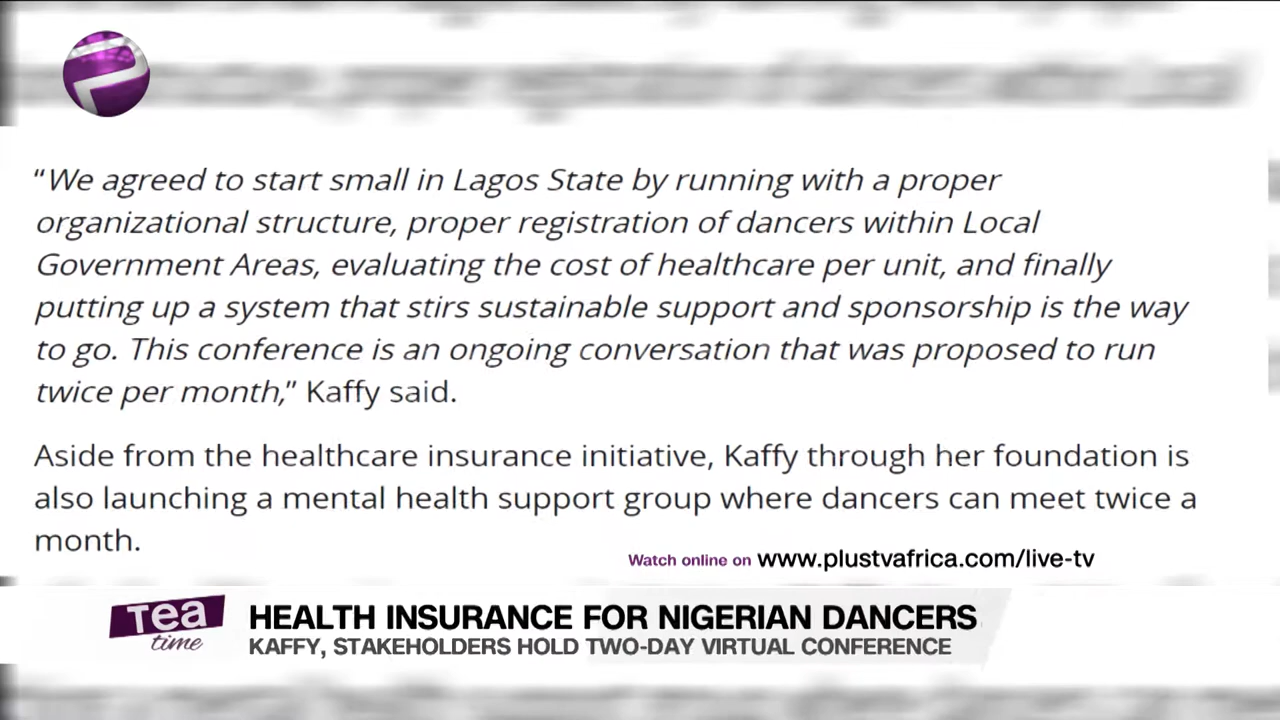 “We agreed to start small in Lagos State by running with a proper
organizational structure, proper registration of dancers within Local
Government Areas, evaluating the cost of healthcare per unit, and finally
putting up a system that stirs sustainable support and sponsorship is the way
to go. This conference is an ongoing conversation that was proposed to run
twice per month,” Kaffy said.
Aside from the healthcare insurance initiative, Kaffy through her foundation is
also launching a mental health support group where dancers can meet twice a
month.
Watch online on www.plustvafrica.com/live-tv
Tea
time
HEALTH INSURANCE FOR NIGERIAN DANCERS
KAFFY, STAKEHOLDERS HOLD TWO-DAY VIRTUAL CONFERENCE